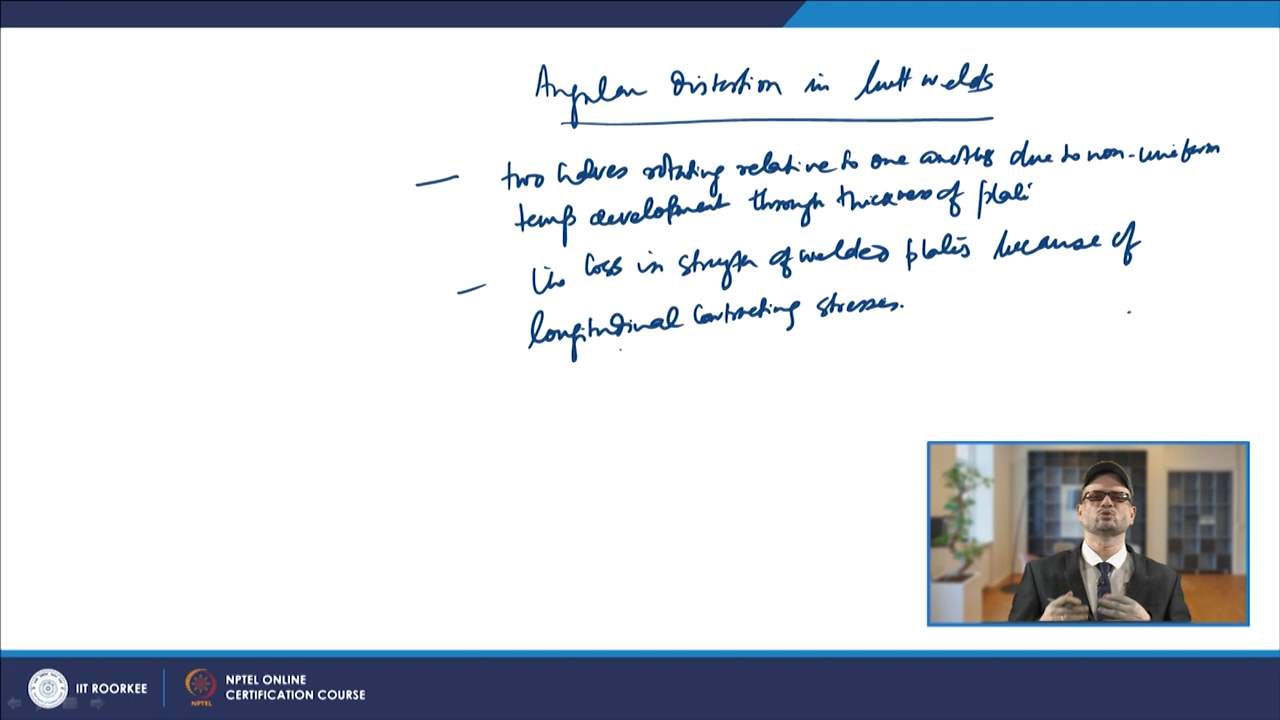 Angular Distortion in butt welds
— two halves rotating relative to one another due to non-uniform
temp development through thickness of plate
— the loss in strength of welded plates because of
longitudinal contracting stresses.
IIT ROORKEE
NPTEL
NPTEL ONLINE
CERTIFICATION COURSE